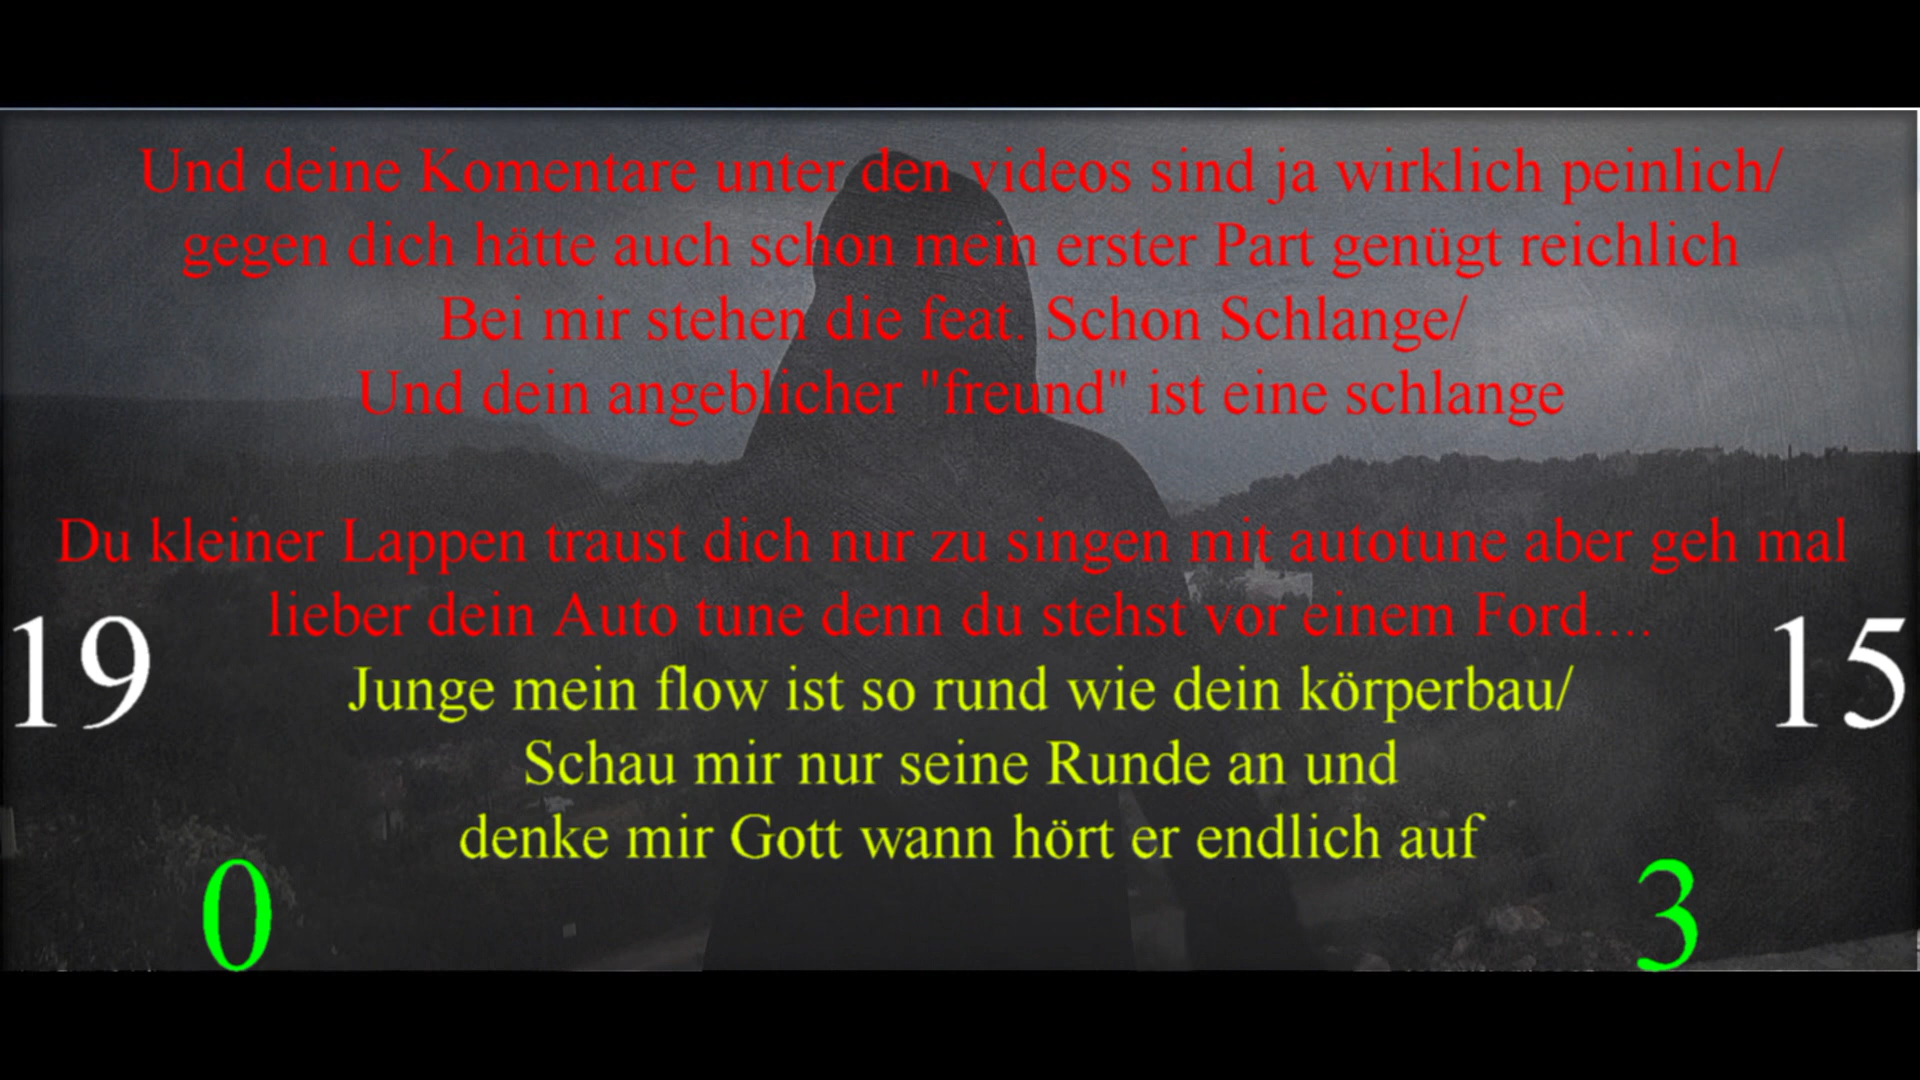 Und deine Komentare unter den videos sind ja wirklich peinlich/
gegen dich hätte auch schon mein erster Part genügt reichlich
Bei mir stehen die feat. Schon Schlange/
Und dein angeblicher "freund" ist eine schlange
Du kleiner Lappen traust dich nur zu singen mit autotune aber geh mal
lieber dein Auto tune denn du stehst vor einem Ford....
19
15
Junge mein flow ist so rund wie dein körperbau/
Schau mir nur seine Runde an und
denke mir Gott wann hört er endlich auf
0
3